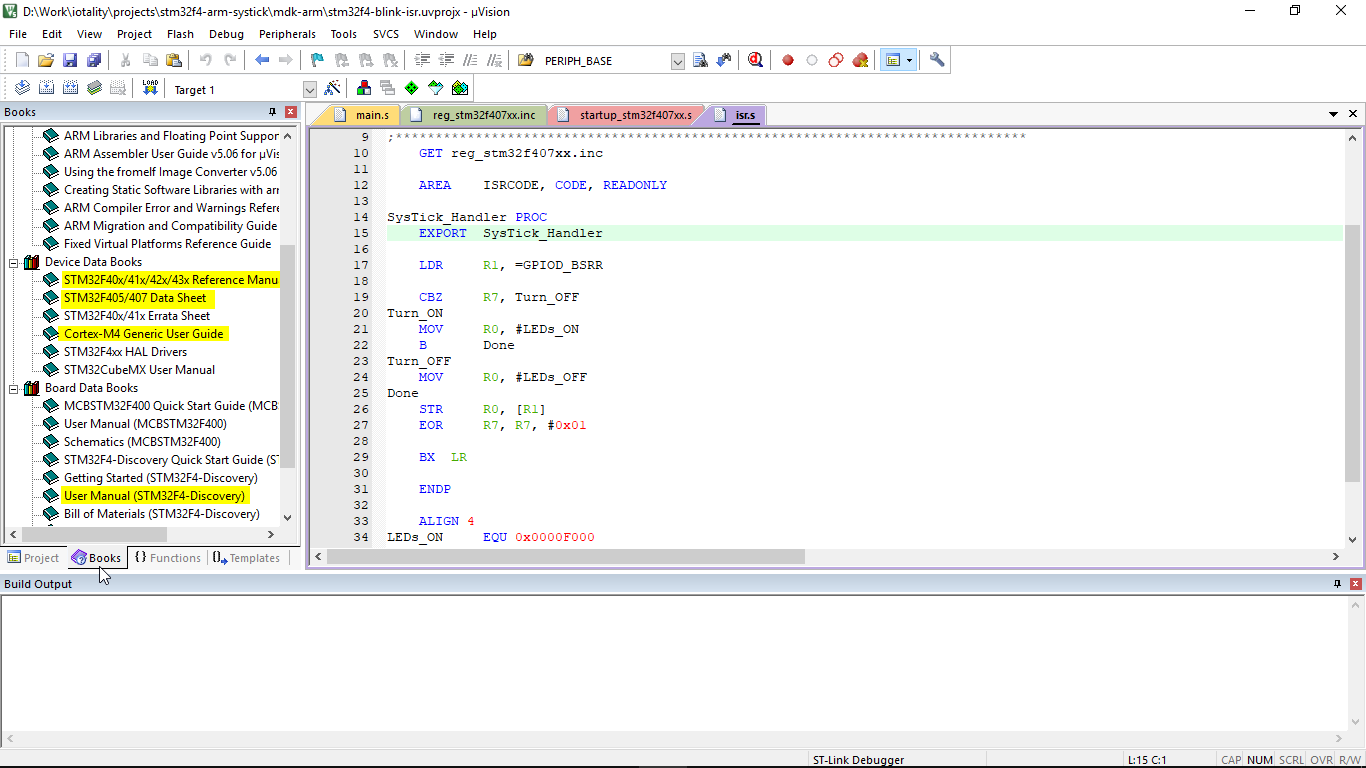 D:\Work\iotality\projects\stm32f4-arm-systick\mdk-arm\stm32f4-blink-isr.uvprojx - µVision
File Edit View Project Flash Debug Peripherals Tools SVCS Window Help
PERIPH_BASE
LOAD
Target 1
Books
ARM Libraries and Floating Point Suppor
ARM Assembler User Guide v5.06 for µVis
Using the fromelf Image Converter v5.06
Creating Static Software Libraries with arr
ARM Compiler Error and Warnings Refere
ARM Migration and Compatibility Guide
Fixed Virtual Platforms Reference Guide
Device Data Books
STM32F40x/41x/42x/43x Reference Manu
STM32F405/407 Data Sheet
STM32F40x/41x Errata Sheet
Cortex-M4 Generic User Guide
STM32F4xx HAL Drivers
STM32CubeMX User Manual
Board Data Books
MCBSTM32F400 Quick Start Guide (MCB
User Manual (MCBSTM32F400)
Schematics (MCBSTM32F400)
STM32F4-Discovery Quick Start Guide (ST
Getting Started (STM32F4-Discovery)
User Manual (STM32F4-Discovery)
Bill of Materials (STM32F4-Discovery)
Project Books {} Functions Templates
main.s reg_stm32f407xx.inc startup_stm32f407xx.s isr.s
9 ;*******************************************************************************
10 GET reg_stm32f407xx.inc
11
12 AREA ISRCODE, CODE, READONLY
13
14 SysTick_Handler PROC
15 EXPORT SysTick_Handler
16
17 LDR R1, =GPIOD_BSRR
18
19 CBZ R7, Turn_OFF
20 Turn_ON
21 MOV R0, #LEDs_ON
22 B Done
23 Turn_OFF
24 MOV R0, #LEDs_OFF
25 Done
26 STR R0, [R1]
27 EOR R7, R7, #0x01
28
29 BX LR
30
31 ENDP
32
33 ALIGN 4
34 LEDs_ON EQU 0x0000F000
Build Output
ST-Link Debugger L:15 C:1 CAP NUM SCRL OVR R/W